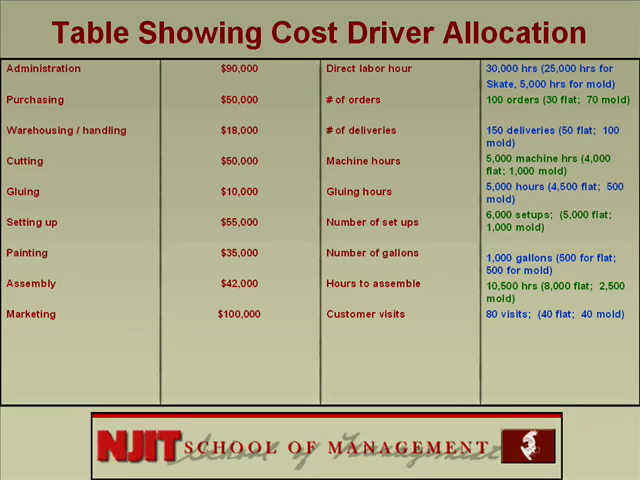 Table Showing Cost Driver Allocation
Administration $90,000 Direct labor hour 30,000 hrs (25,000 hrs for
Skate, 5,000 hrs for mold)
Purchasing $50,000 # of orders 100 orders (30 flat; 70 mold)
Warehousing / handling $18,000 # of deliveries 150 deliveries (50 flat; 100
mold)
Cutting $50,000 Machine hours 5,000 machine hrs (4,000
flat; 1,000 mold)
Gluing $10,000 Gluing hours 5,000 hours (4,500 flat; 500
mold)
Setting up $55,000 Number of set ups 6,000 setups; (5,000 flat;
1,000 mold)
Painting $35,000 Number of gallons 1,000 gallons (500 for flat;
500 for mold)
Assembly $42,000 Hours to assemble 10,500 hrs (8,000 flat; 2,500
mold)
Marketing $100,000 Customer visits 80 visits; (40 flat; 40 mold)
NJIT SCHOOL OF MANAGEMENT
School of Management